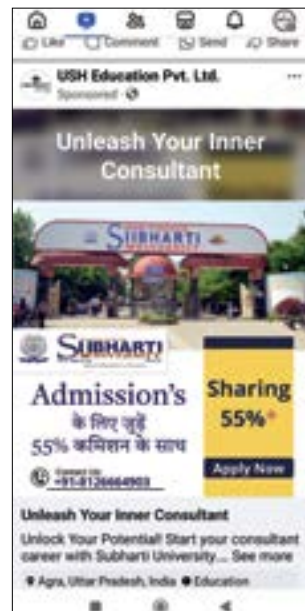 Like Comment Send Share
USH Education Pvt. Ltd.
Sponsored
Unleash Your Inner
Consultant
SUBHARTI
SUBHARTI
Admission's
के लिए जुड़ें
55% कमिशन के साथ
Contact Us:
+91-8126664903
Sharing
55%*
Apply Now
Unleash Your Inner Consultant
Unlock Your Potential! Start your consultant
career with Subharti University... See more
Agra, Uttar Pradesh, India Education